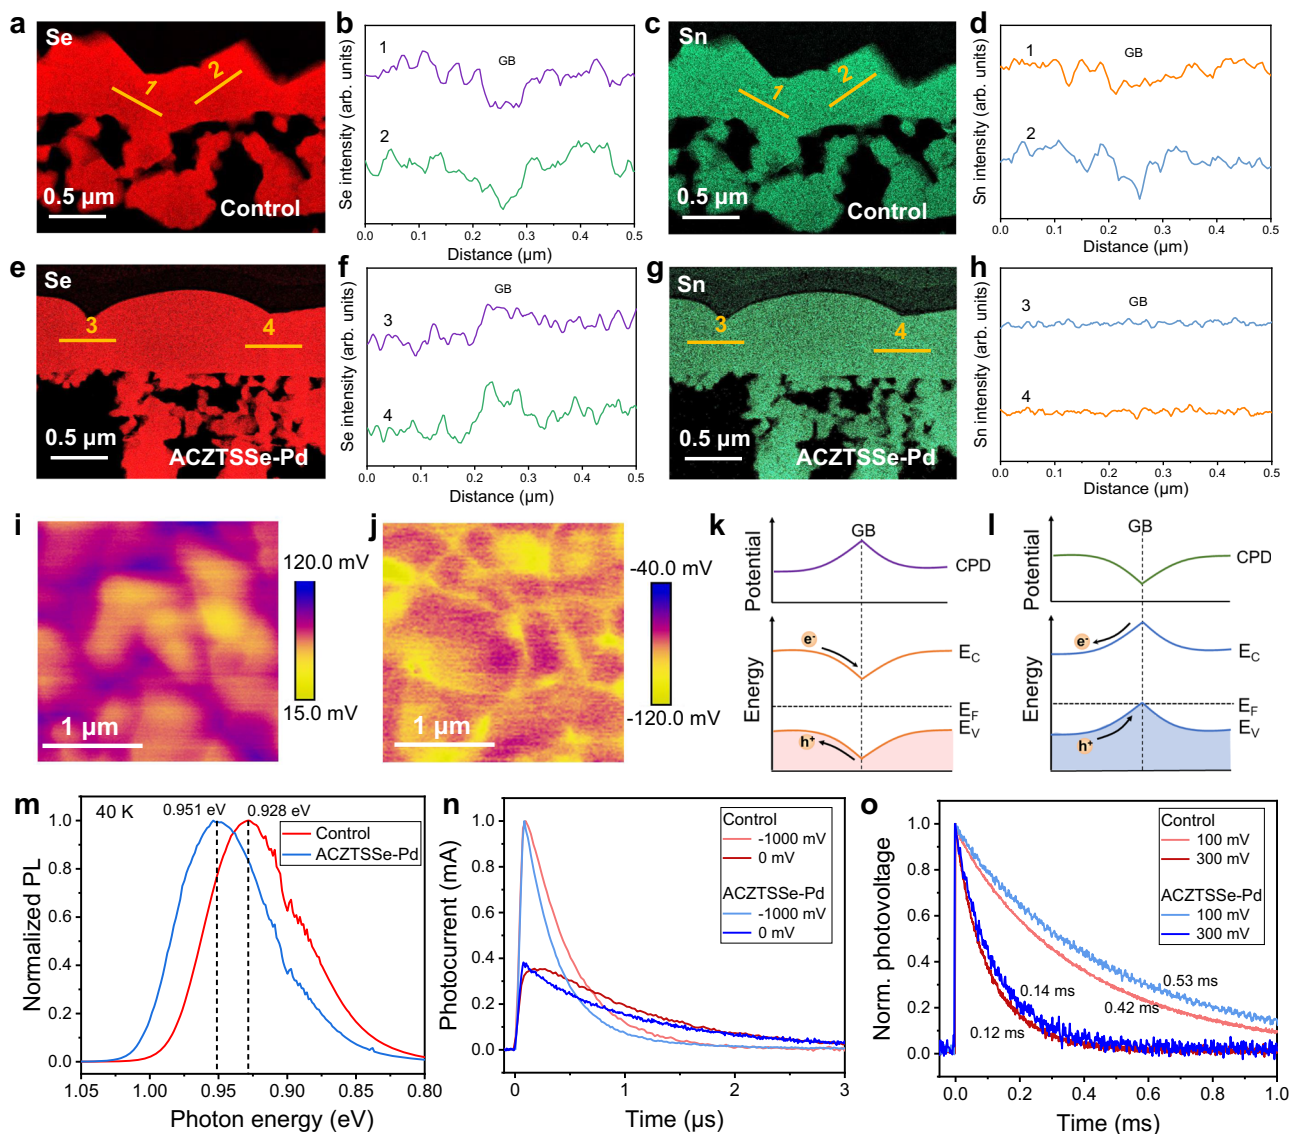 a
Se
1
2
0.5 µm
Control
b
Se intensity (arb. units)
1
GB
2
0.0 0.1 0.2 0.3 0.4 0.5
Distance (µm)
c
Sn
1
2
0.5 µm
Control
d
Sn intensity (arb. units)
1
GB
2
0.0 0.1 0.2 0.3 0.4 0.5
Distance (µm)
e
Se
3
4
0.5 µm
ACZTSSe-Pd
f
Se intensity (arb. units)
GB
3
4
0.0 0.1 0.2 0.3 0.4 0.5
Distance (µm)
g
Sn
3
4
0.5 µm
ACZTSSe-Pd
h
Sn intensity (arb. units)
GB
3
4
0.0 0.1 0.2 0.3 0.4 0.5
Distance (µm)
i
1 µm
120.0 mV
15.0 mV
j
1 µm
-40.0 mV
-120.0 mV
k
Potential
GB
CPD
Energy
e-
EC
EF
EV
h+
l
Potential
GB
CPD
Energy
e-
EC
EF
EV
h+
m
40 K
0.951 eV
0.928 eV
Control
ACZTSSe-Pd
Normalized PL
1.0
0.8
0.6
0.4
0.2
0.0
1.05 1.00 0.95 0.90 0.85 0.80
Photon energy (eV)
n
Control
-1000 mV
0 mV
ACZTSSe-Pd
-1000 mV
0 mV
Photocurrent (mA)
1.0
0.8
0.6
0.4
0.2
0.0
0 1 2 3
Time (µs)
o
Control
100 mV
300 mV
ACZTSSe-Pd
100 mV
300 mV
Norm. photovoltage
1.0
0.8
0.6
0.4
0.2
0.0
0.53 ms
0.14 ms
0.42 ms
0.12 ms
0.0 0.2 0.4 0.6 0.8 1.0
Time (ms)